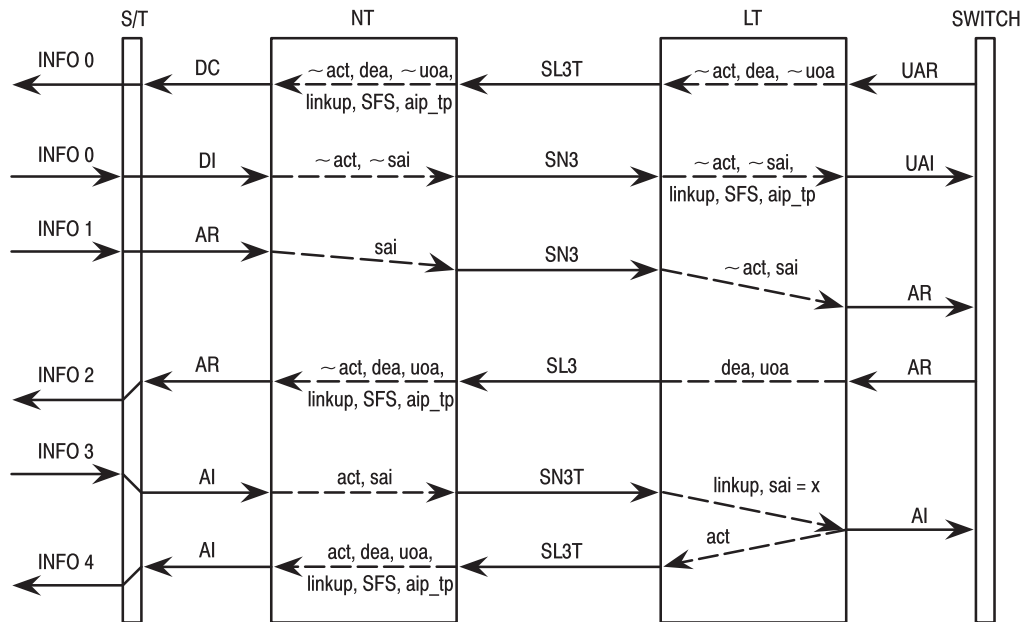 S/T NT LT SWITCH
INFO 0 DC ~act, dea, ~uoa, SL3T ~act, dea, ~uoa UAR
linkup, SFS, aip_tp
INFO 0 DI ~act, ~sai SN3 ~act, ~sai, UAI
linkup, SFS, aip_tp
INFO 1 AR sai SN3 ~act, sai AR
INFO 2 AR ~act, dea, uoa, SL3 dea, uoa AR
linkup, SFS, aip_tp
INFO 3 AI act, sai SN3T linkup, sai = x AI
INFO 4 AI act, dea, uoa, SL3T act
linkup, SFS, aip_tp